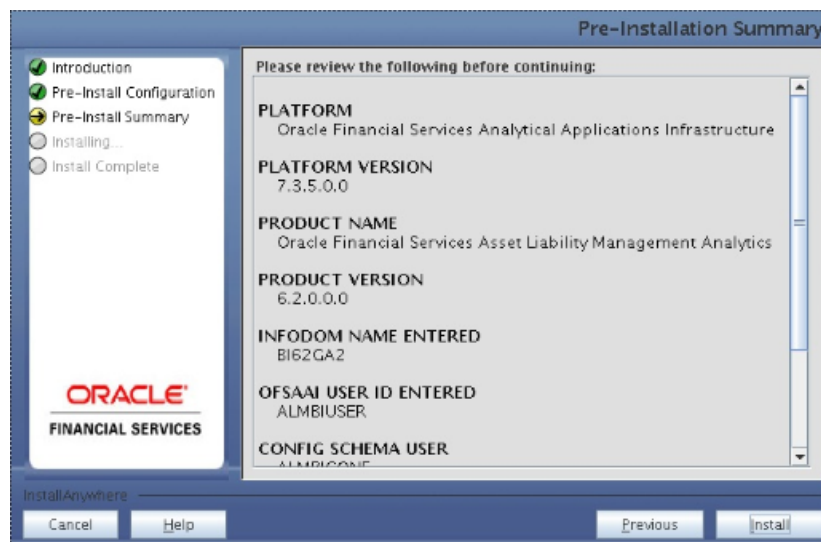 Pre-Installation Summary
Introduction
Pre-Install Configuration
Pre-Install Summary
Installing...
Install Complete
ORACLE
FINANCIAL SERVICES
Please review the following before continuing:
PLATFORM
Oracle Financial Services Analytical Applications Infrastructure
PLATFORM VERSION
7.3.5.0.0
PRODUCT NAME
Oracle Financial Services Asset Liability Management Analytics
PRODUCT VERSION
6.2.0.0.0
INFODOM NAME ENTERED
BI62GA2
OFSAAI USER ID ENTERED
ALMBIUSER
CONFIG SCHEMA USER
InstallAnywhere
Cancel Help Previous Install